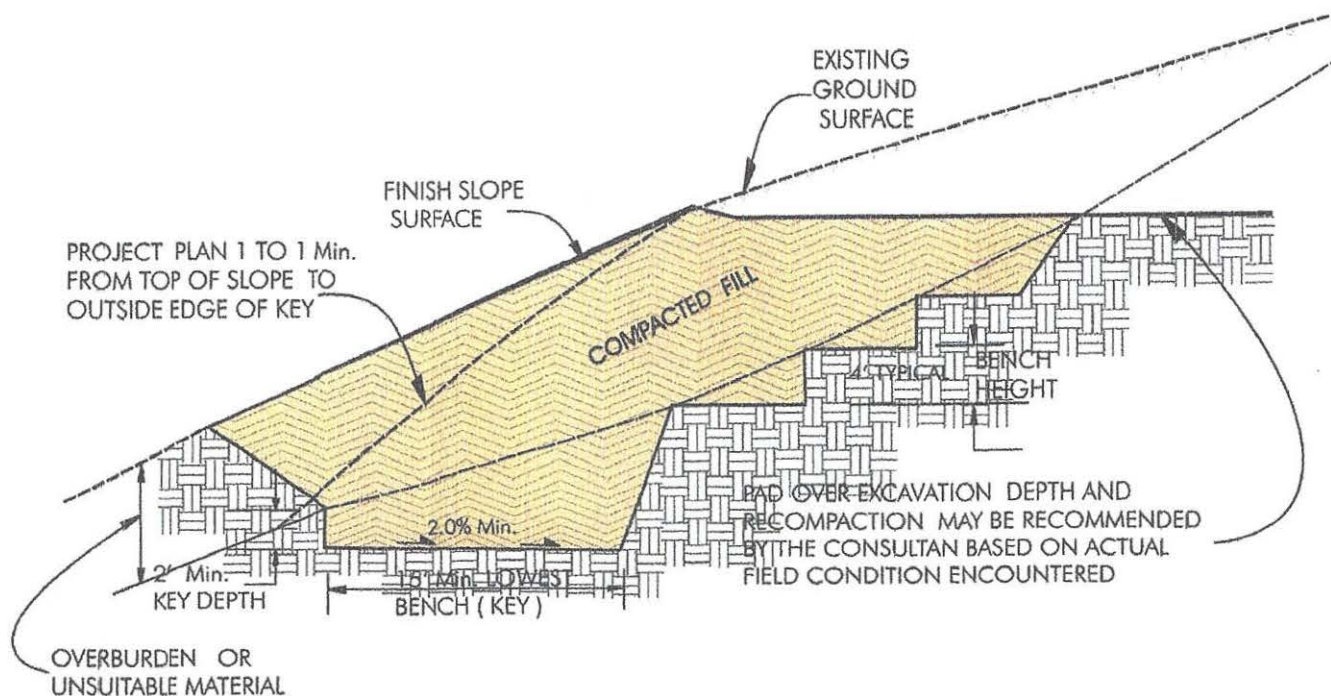 EXISTING
GROUND
SURFACE
FINISH SLOPE
SURFACE
PROJECT PLAN 1 TO 1 Min.
FROM TOP OF SLOPE TO
OUTSIDE EDGE OF KEY
COMPACTED FILL
4' TYPICAL
BENCH
HEIGHT
2.0% Min.
2' Min.
KEY DEPTH
15' Min. LOWEST
BENCH ( KEY )
PAD OVER EXCAVATION DEPTH AND
RECOMPACTION MAY BE RECOMMENDED
BY THE CONSULTAN BASED ON ACTUAL
FIELD CONDITION ENCOUNTERED
OVERBURDEN OR
UNSUITABLE MATERIAL